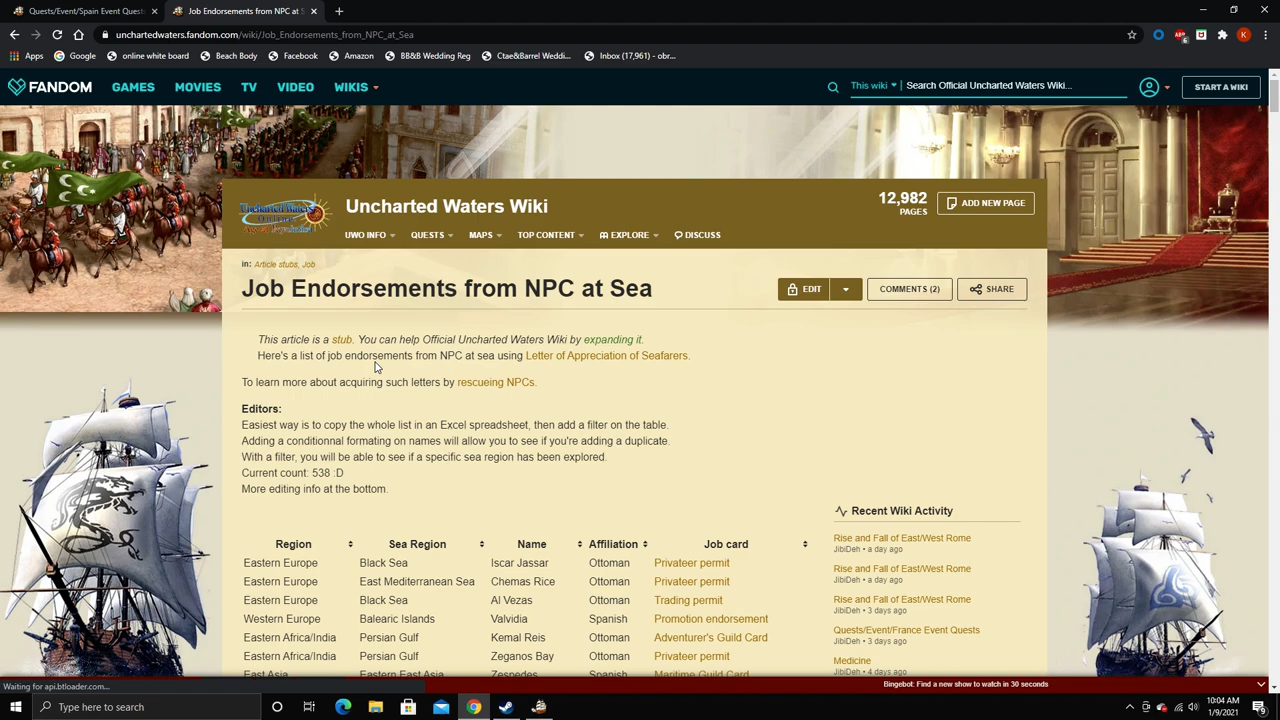 Quests/Event/Spain Event Quests
Job Endorsements from NPC at S
unchartedwaters.fandom.com/wiki/Job_Endorsements_from_NPC_at_Sea
Apps Google online white board Beach Body Facebook Amazon BB&B Wedding Reg Ctae&Barrel Weddi... Inbox (17,961) - obr...
FANDOM GAMES MOVIES TV VIDEO WIKIS This wiki Search Official Uncharted Waters Wiki... START A WIKI
Uncharted Waters Wiki
12,982 PAGES
ADD NEW PAGE
UWO INFO QUESTS MAPS TOP CONTENT EXPLORE DISCUSS
in: Article stubs, Job
Job Endorsements from NPC at Sea
EDIT COMMENTS (2) SHARE
This article is a stub. You can help Official Uncharted Waters Wiki by expanding it.
Here's a list of job endorsements from NPC at sea using Letter of Appreciation of Seafarers.
To learn more about acquiring such letters by rescueing NPCs.
Editors:
Easiest way is to copy the whole list in an Excel spreadsheet, then add a filter on the table.
Adding a conditionnal formating on names will allow you to see if you're adding a duplicate.
With a filter, you will be able to see if a specific sea region has been explored.
Current count: 538 :D
More editing info at the bottom.
Region Sea Region Name Affiliation Job card
Eastern Europe Black Sea Iscar Jassar Ottoman Privateer permit
Eastern Europe East Mediterranean Sea Chemas Rice Ottoman Privateer permit
Eastern Europe Black Sea Al Vezas Ottoman Trading permit
Western Europe Balearic Islands Valvidia Spanish Promotion endorsement
Eastern Africa/India Persian Gulf Kemal Reis Ottoman Adventurer's Guild Card
Eastern Africa/India Persian Gulf Zeganos Bay Ottoman Privateer permit
East Asia Eastern East Asia Zespedes Spanish Maritime Guild Card
Recent Wiki Activity
Rise and Fall of East/West Rome
JibiDeh • a day ago
Rise and Fall of East/West Rome
JibiDeh • a day ago
Rise and Fall of East/West Rome
JibiDeh • 3 days ago
Quests/Event/France Event Quests
JibiDeh • 3 days ago
Medicine
JibiDeh • 4 days ago
Waiting for api.btloader.com...
Bingebot: Find a new show to watch in 30 seconds
Type here to search
10:04 AM
1/9/2021